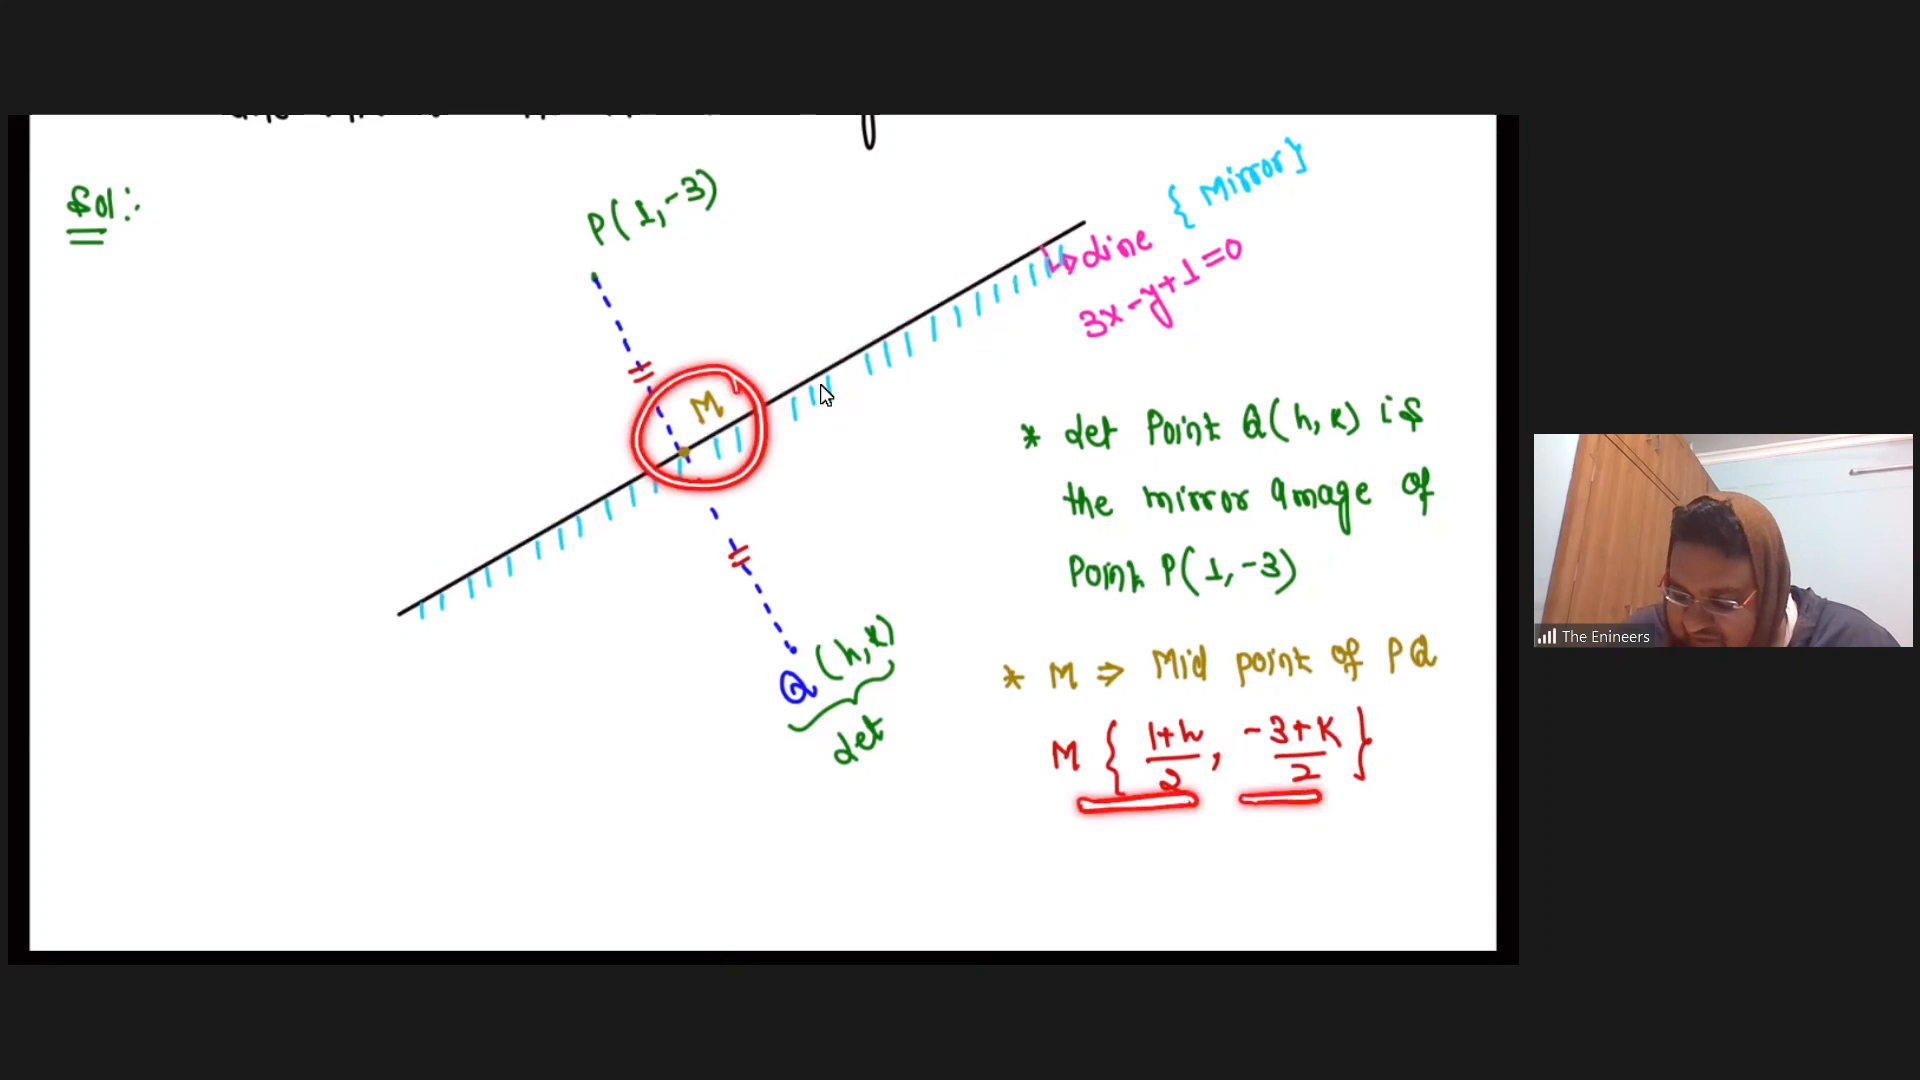 Sol:
P(1,-3)
{Mirror}
Line
3x-y+1=0
M
* Let Point Q(h,k) is
the mirror Image of
Point P(1,-3)
Q(h,k)
Let
* M ⇒ Mid point of PQ
M { 1+h/2 , -3+k/2 }
The Enineers